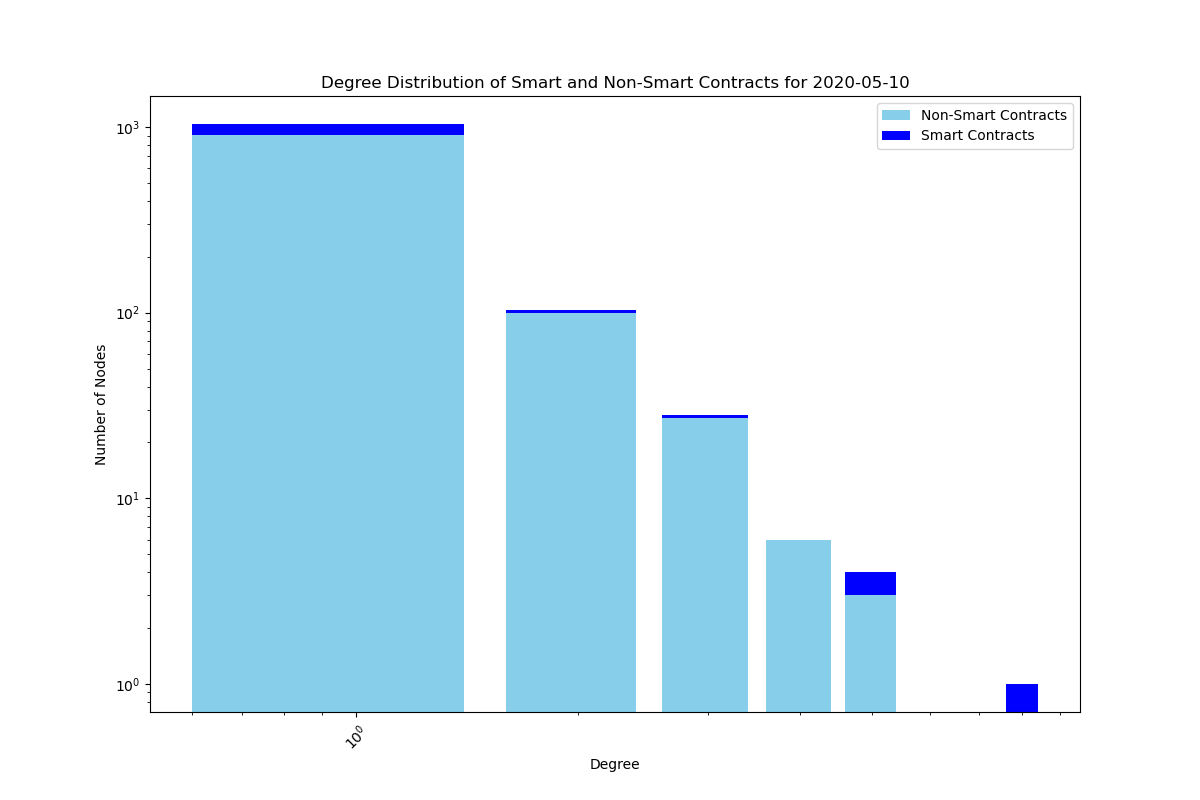 Degree Distribution of Smart and Non-Smart Contracts for 2020-05-10
Non-Smart Contracts
Smart Contracts
10³
10²
10¹
10⁰
Number of Nodes
10⁰
Degree